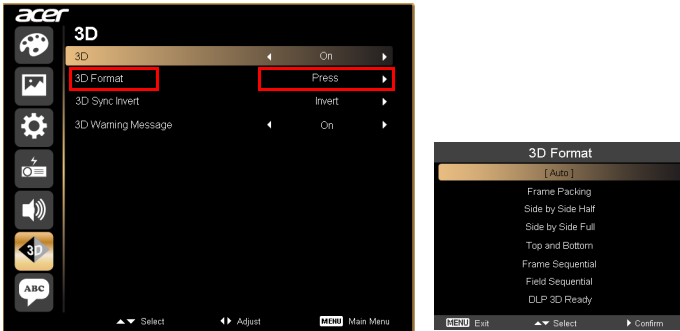 acer
3D
3D On
3D Format Press
3D Sync Invert Invert
3D Warning Message On
3D
ABC
Select Adjust MENU Main Menu
3D Format
[ Auto ]
Frame Packing
Side by Side Half
Side by Side Full
Top and Bottom
Frame Sequential
Field Sequential
DLP 3D Ready
MENU Exit Select Confirm